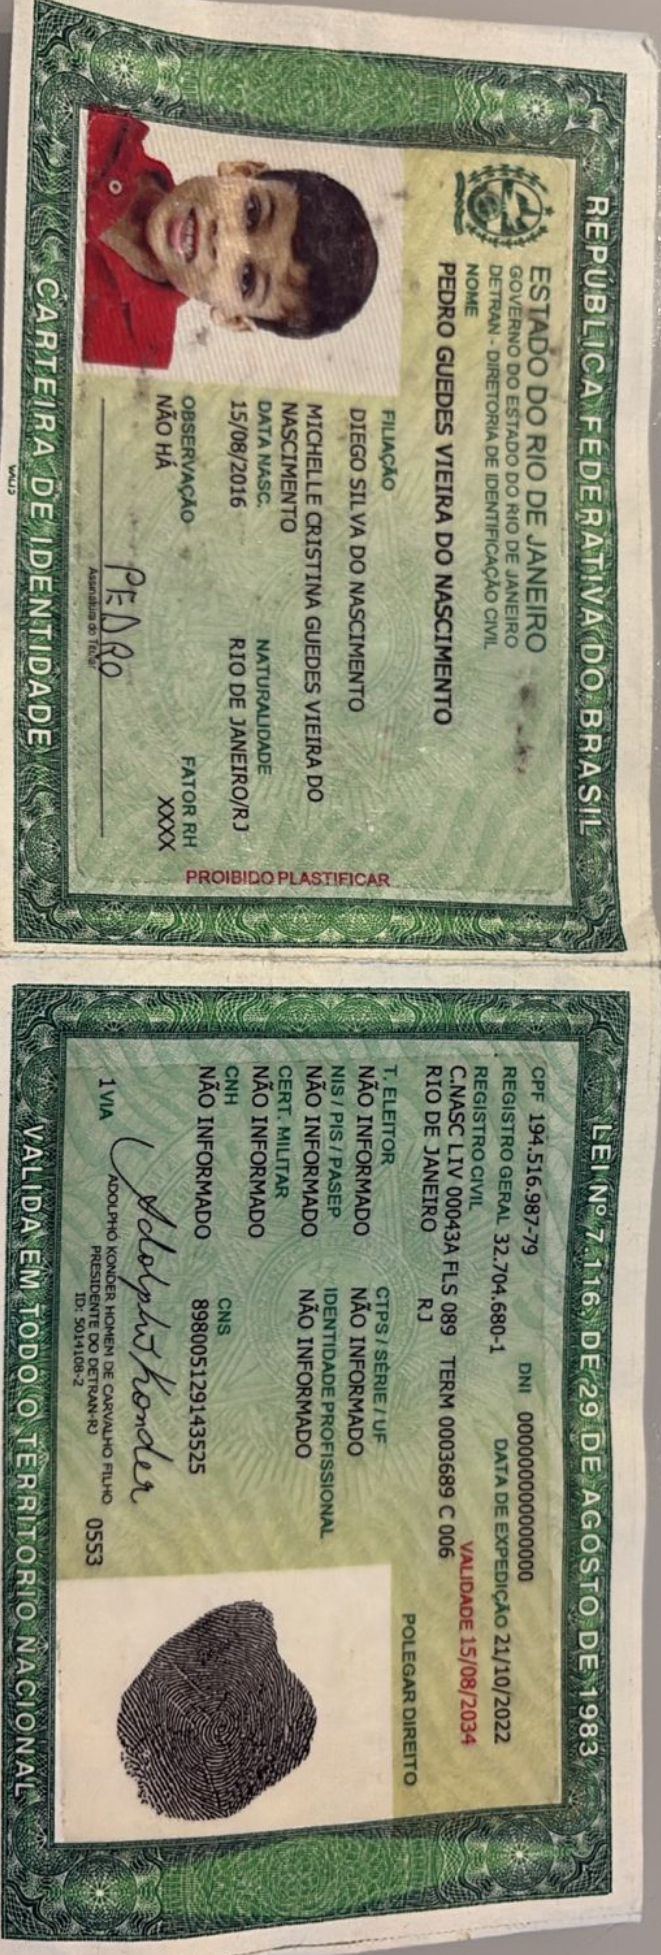 REPÚBLICA FEDERATIVA DO BRASIL
ESTADO DO RIO DE JANEIRO
GOVERNO DO ESTADO DO RIO DE JANEIRO
DETRAN - DIRETORIA DE IDENTIFICAÇÃO CIVIL
NOME
PEDRO GUEDES VIEIRA DO NASCIMENTO
FILIAÇÃO
DIEGO SILVA DO NASCIMENTO
MICHELLE CRISTINA GUEDES VIEIRA DO
NASCIMENTO
DATA NASC. NATURALIDADE
15/08/2016 RIO DE JANEIRO/RJ
OBSERVAÇÃO FATOR RH
NÃO HÁ XXXX
PEDRO
Assinatura do Titular
PROIBIDO PLASTIFICAR
CARTEIRA DE IDENTIDADE
LEI Nº 7.116, DE 29 DE AGOSTO DE 1983
CPF 194.516.987-79 DNI 0000000000000
REGISTRO GERAL 32.704.680-1 DATA DE EXPEDIÇÃO 21/10/2022
REGISTRO CIVIL VALIDADE 15/08/2034
C.NASC LIV 00043A FLS 089 TERM 0003689 C 006
RIO DE JANEIRO RJ
POLEGAR DIREITO
T. ELEITOR CTPS / SÉRIE / UF
NÃO INFORMADO NÃO INFORMADO
NIS / PIS / PASEP IDENTIDADE PROFISSIONAL
NÃO INFORMADO NÃO INFORMADO
CERT. MILITAR
NÃO INFORMADO
CNH CNS
NÃO INFORMADO 898005129143525
Adolpho Konder
1 VIA ADOLPHO KONDER HOMEM DE CARVALHO FILHO 0553
PRESIDENTE DO DETRAN-RJ
ID: 5014108-2
VÁLIDA EM TODO O TERRITÓRIO NACIONAL